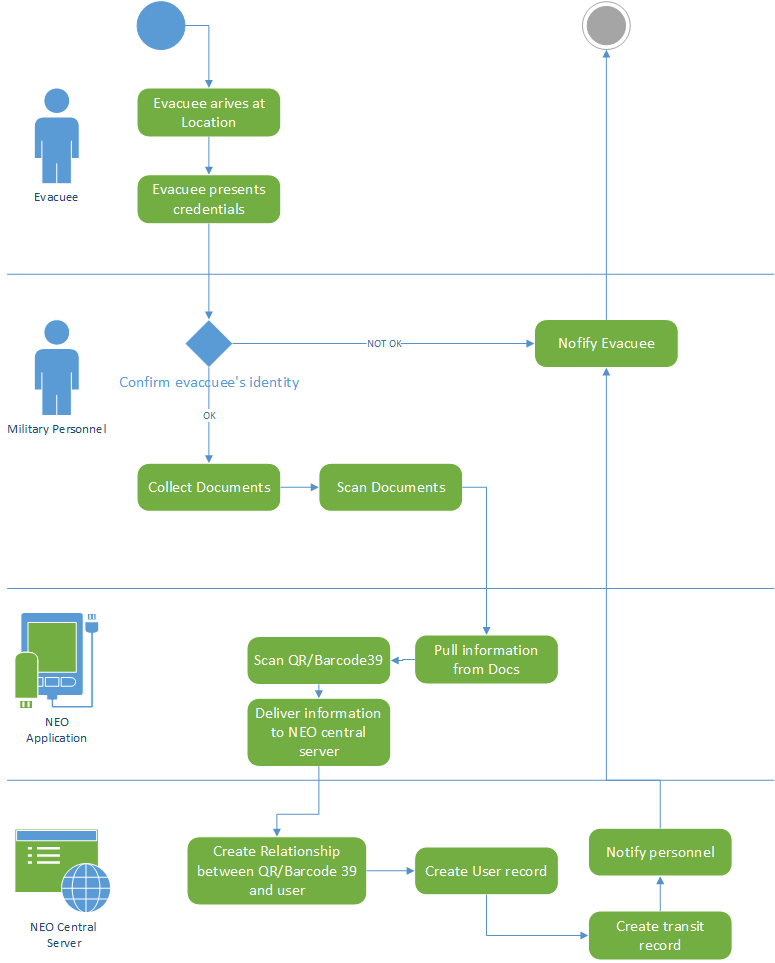 Evacuee arives at
Location
Evacuee presents
credentials
Evacuee
NOT OK
Nofify Evacuee
Confirm evaccuee's identity
OK
Military Personnel
Collect Documents
Scan Documents
Pull information
from Docs
Scan QR/Barcode39
Deliver information
to NEO central
server
NEO
Application
Create Relationship
between QR/Barcode 39
and user
Create User record
Notify personnel
Create transit
record
NEO Central
Server